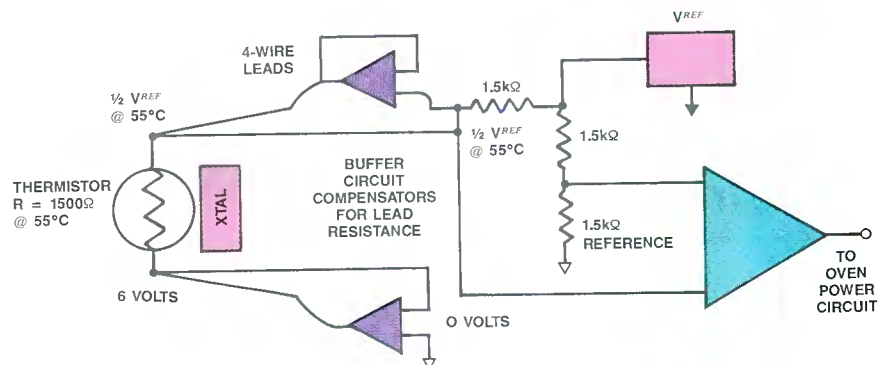 4-WIRE
LEADS
VREF
½ VREF
@ 55°C
1.5kΩ
½ VREF
@ 55°C
1.5kΩ
THERMISTOR
R = 1500Ω
@ 55°C
XTAL
BUFFER
CIRCUIT
COMPENSATORS
FOR LEAD
RESISTANCE
1.5kΩ
REFERENCE
TO
OVEN
POWER
CIRCUIT
6 VOLTS
O VOLTS